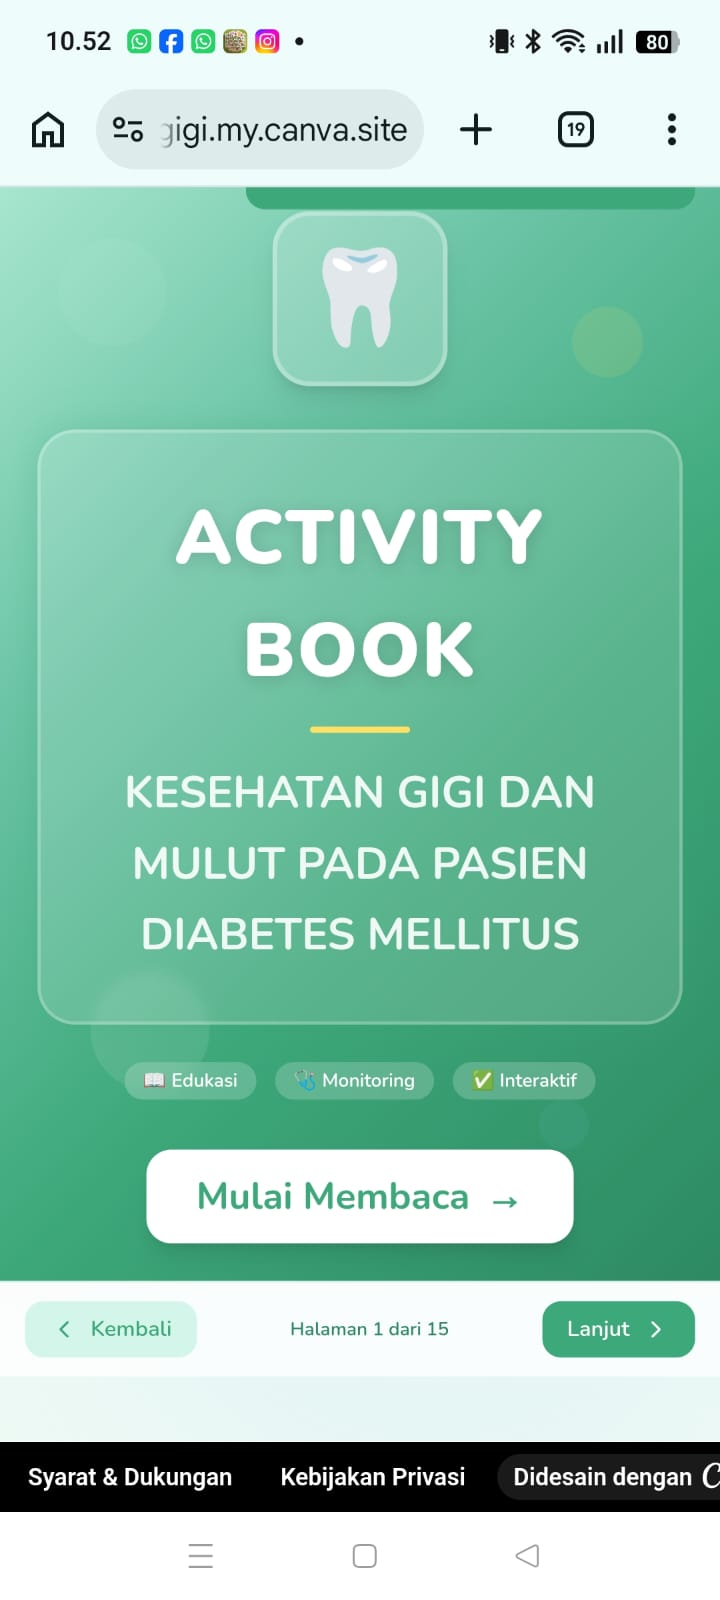 10.52
80
gigi.my.canva.site
19
ACTIVITY
BOOK
KESEHATAN GIGI DAN
MULUT PADA PASIEN
DIABETES MELLITUS
Edukasi
Monitoring
Interaktif
Mulai Membaca →
Kembali
Halaman 1 dari 15
Lanjut
Syarat & Dukungan
Kebijakan Privasi
Didesain dengan C